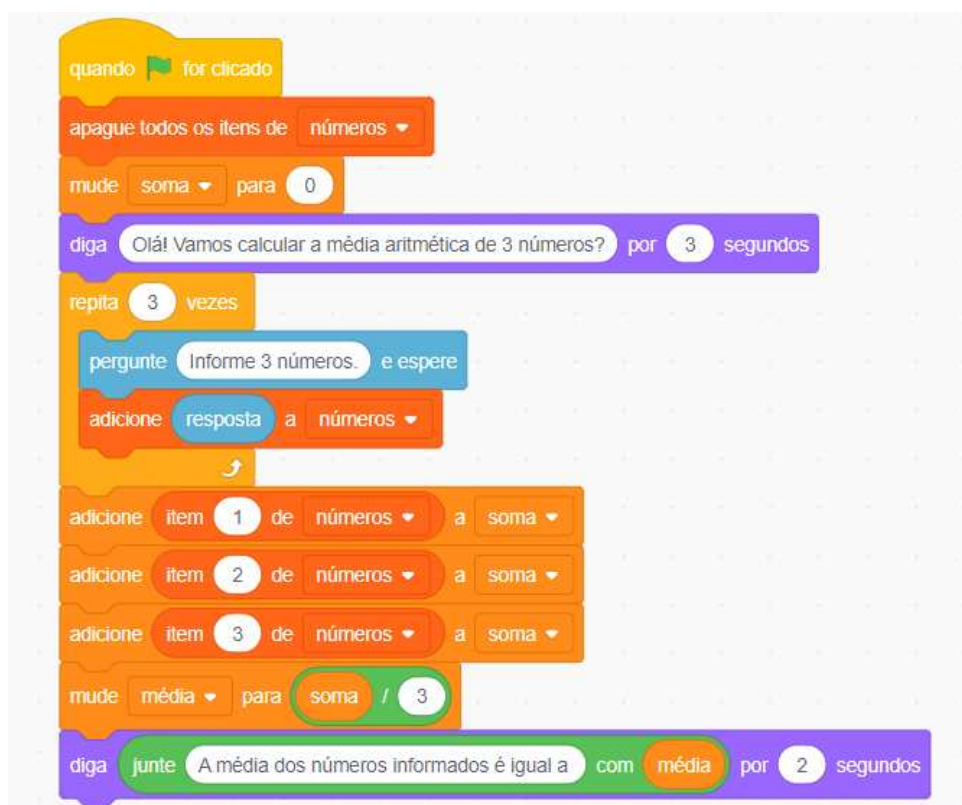 quando for clicado
apague todos os itens de números
mude soma para 0
diga Olá! Vamos calcular a média aritmética de 3 números? por 3 segundos
repita 3 vezes
pergunte Informe 3 números. e espere
adicione resposta a números
adicione item 1 de números a soma
adicione item 2 de números a soma
adicione item 3 de números a soma
mude média para soma / 3
diga junte A média dos números informados é igual a com média por 2 segundos